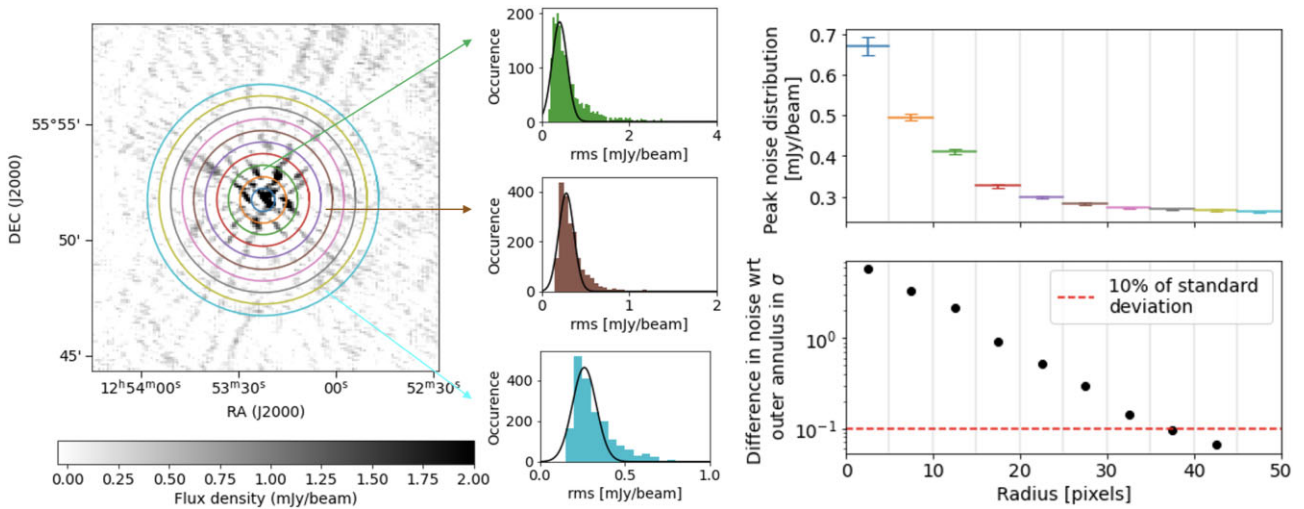 DEC (J2000)
55°55'
50'
45'
12ʰ54ᵐ00ˢ 53ᵐ30ˢ 00ˢ 52ᵐ30ˢ
RA (J2000)
0.00 0.25 0.50 0.75 1.00 1.25 1.50 1.75 2.00
Flux density (mJy/beam)
Occurence
200
100
0
0 2 4
rms [mJy/beam]
Occurence
400
200
0
0 1 2
rms [mJy/beam]
Occurence
400
200
0
0.0 0.5 1.0
rms [mJy/beam]
Peak noise distribution
[mJy/beam]
0.7
0.6
0.5
0.4
0.3
Difference in noise wrt
outer annulus in σ
10⁰
10⁻¹
10% of standard
deviation
0 10 20 30 40 50
Radius [pixels]